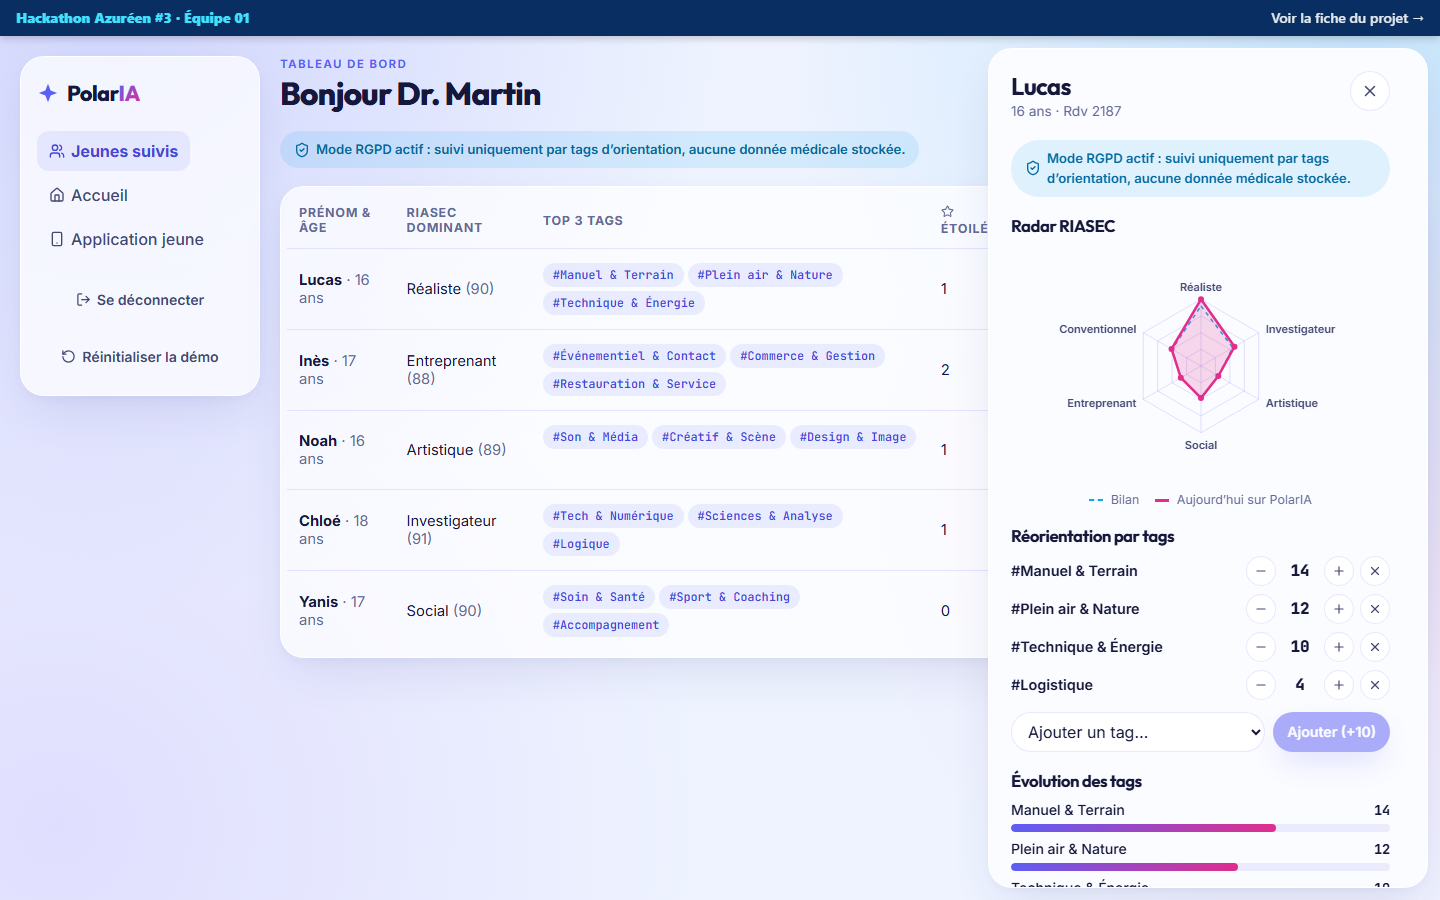 Hackathon Azuréen #3 · Équipe 01
Voir la fiche du projet →
PolarIA
Jeunes suivis
Accueil
Application jeune
Se déconnecter
Réinitialiser la démo
TABLEAU DE BORD
Bonjour Dr. Martin
Mode RGPD actif : suivi uniquement par tags d'orientation, aucune donnée médicale stockée.
PRÉNOM &
ÂGE
RIASEC
DOMINANT
TOP 3 TAGS
ÉTOILÉ
Lucas · 16
ans
Réaliste (90)
#Manuel & Terrain
#Plein air & Nature
#Technique & Énergie
1
Inès · 17
ans
Entreprenant
(88)
#Événementiel & Contact
#Commerce & Gestion
#Restauration & Service
2
Noah · 16
ans
Artistique (89)
#Son & Média
#Créatif & Scène
#Design & Image
1
Chloé · 18
ans
Investigateur
(91)
#Tech & Numérique
#Sciences & Analyse
#Logique
1
Yanis · 17
ans
Social (90)
#Soin & Santé
#Sport & Coaching
#Accompagnement
0
Lucas
16 ans · Rdv 2187
Mode RGPD actif : suivi uniquement par tags
d'orientation, aucune donnée médicale stockée.
Radar RIASEC
Réaliste
Conventionnel
Investigateur
Entreprenant
Artistique
Social
Bilan
Aujourd'hui sur PolarIA
Réorientation par tags
#Manuel & Terrain
14
#Plein air & Nature
12
#Technique & Énergie
10
#Logistique
4
Ajouter un tag...
Ajouter (+10)
Évolution des tags
Manuel & Terrain
14
Plein air & Nature
12
Technique & Énergie
10